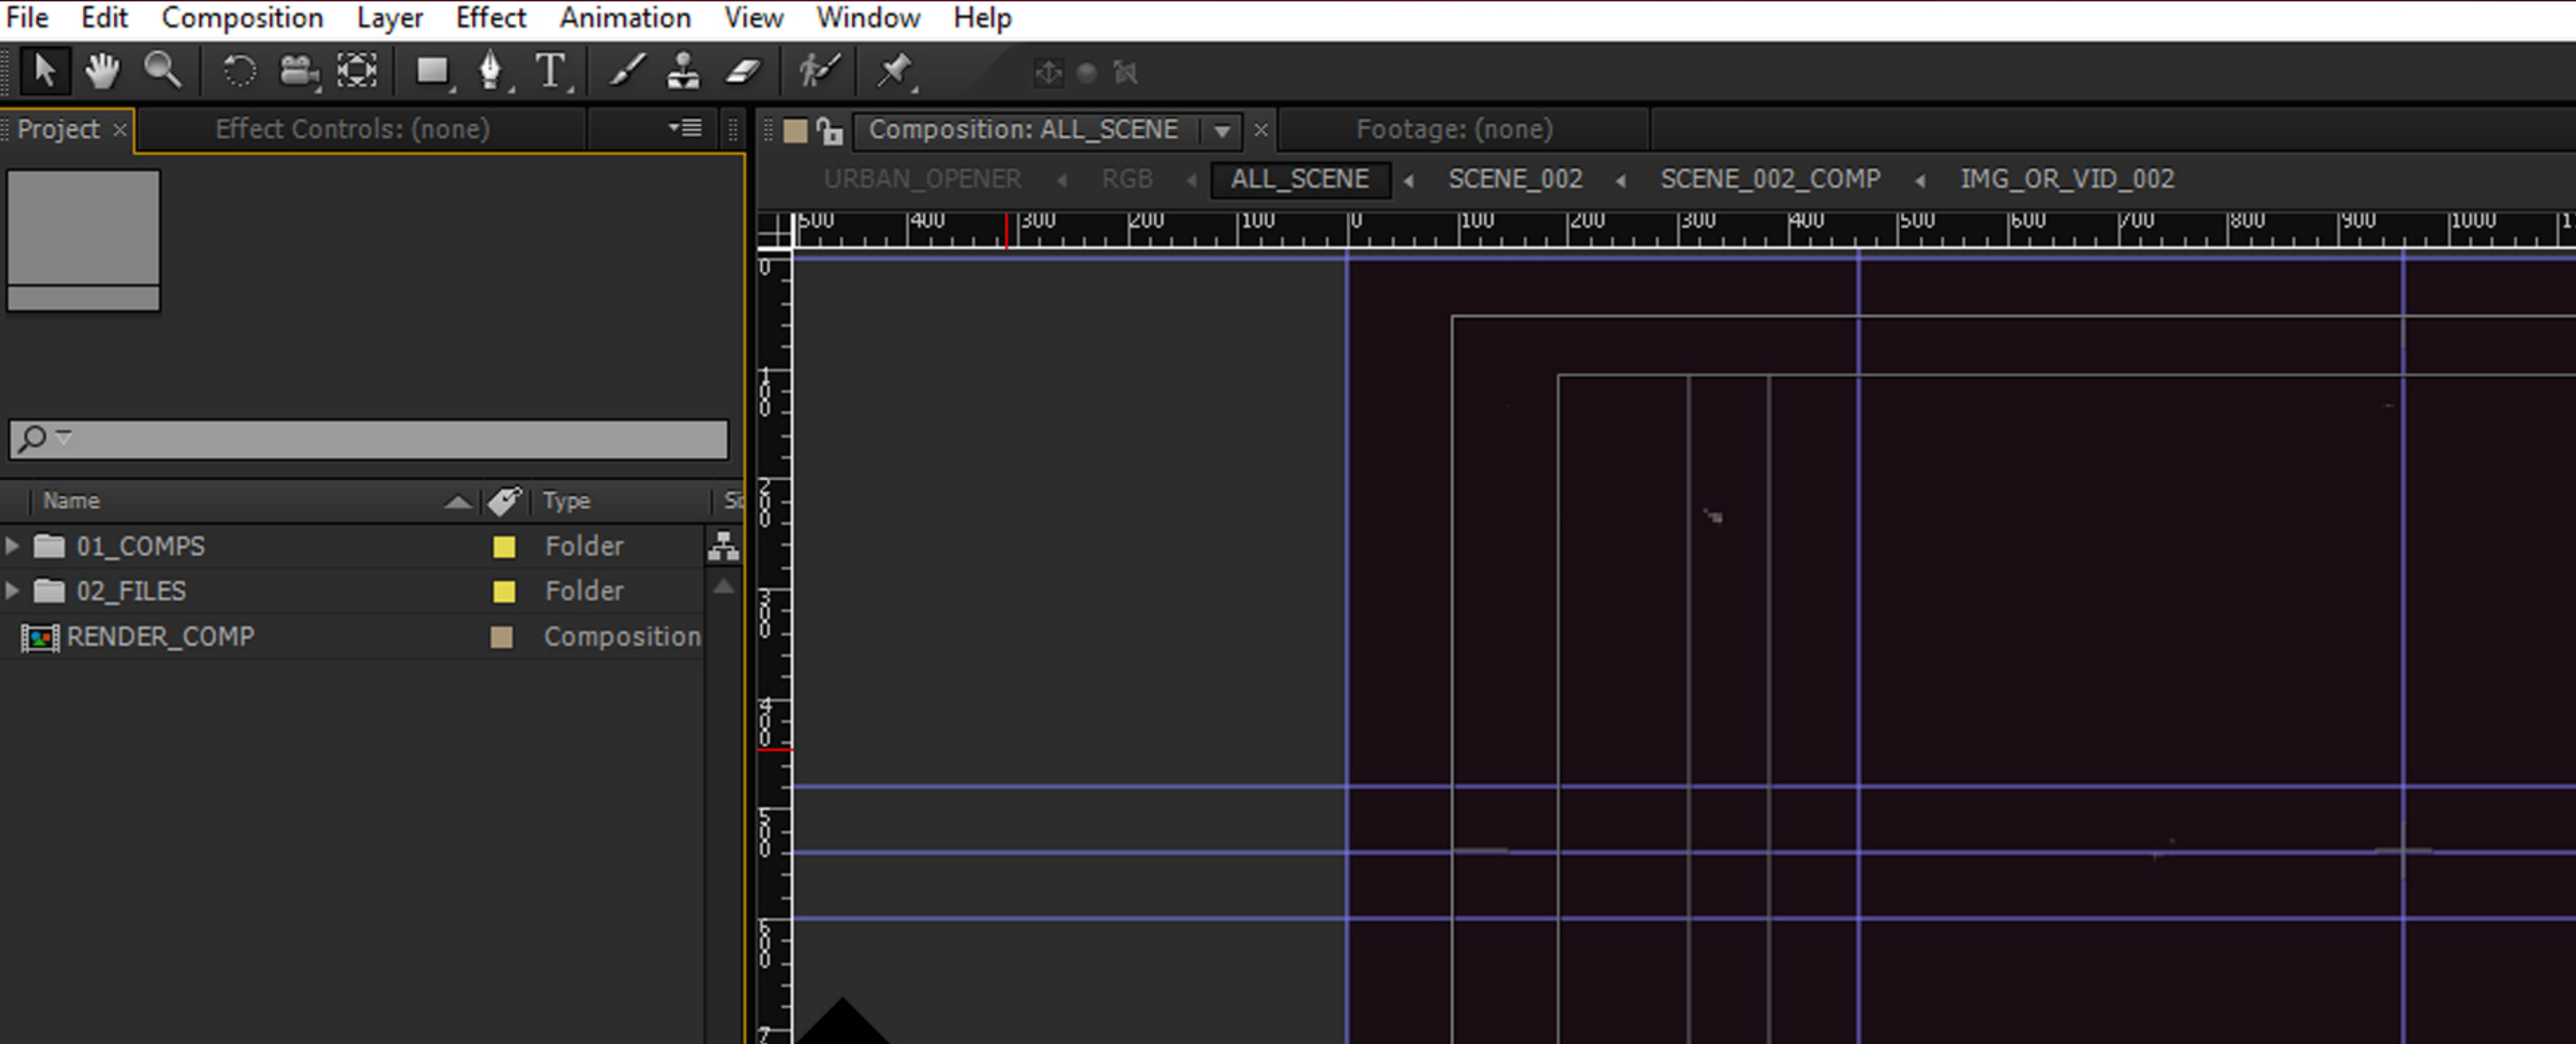 File Edit Composition Layer Effect Animation View Window Help
Project × Effect Controls: (none)
Composition: ALL_SCENE × Footage: (none)
URBAN_OPENER RGB ALL_SCENE SCENE_002 SCENE_002_COMP IMG_OR_VID_002
500 400 300 200 100 0 100 200 300 400 500 600 700 800 900 1000
0
100
200
300
400
500
600
7
Name Type
01_COMPS Folder
02_FILES Folder
RENDER_COMP Composition